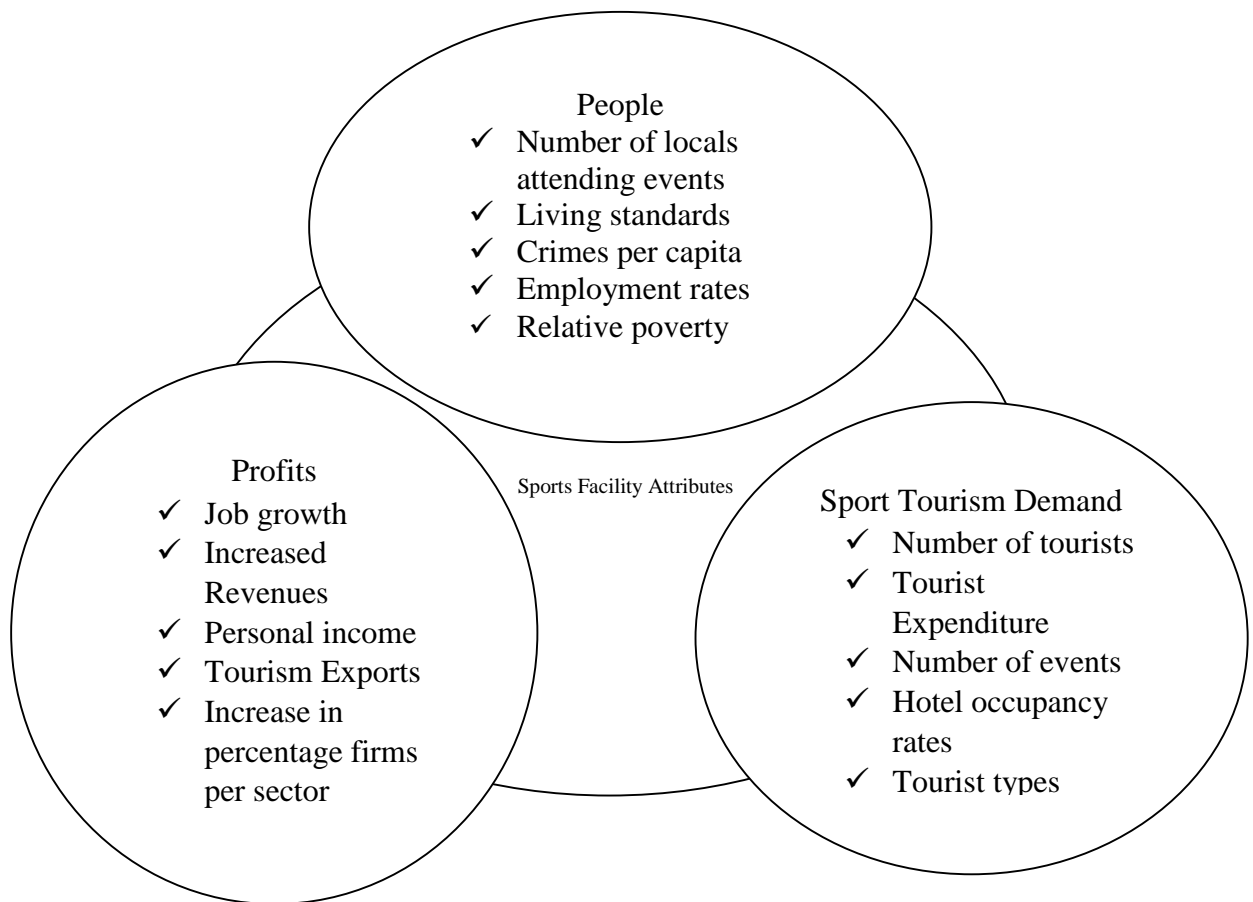 People
✓ Number of locals
attending events
✓ Living standards
✓ Crimes per capita
✓ Employment rates
✓ Relative poverty
Profits
✓ Job growth
✓ Increased
Revenues
✓ Personal income
✓ Tourism Exports
✓ Increase in
percentage firms
per sector
Sports Facility Attributes
Sport Tourism Demand
✓ Number of tourists
✓ Tourist
Expenditure
✓ Number of events
✓ Hotel occupancy
rates
✓ Tourist types